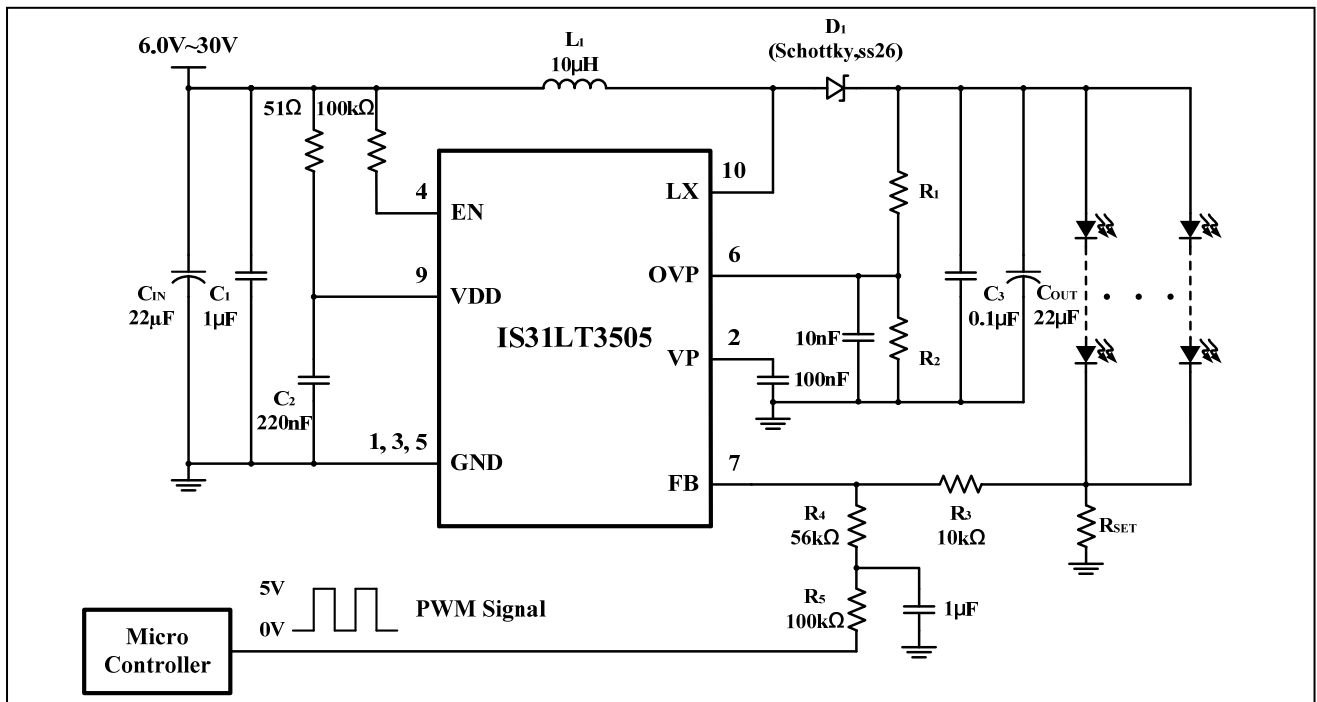 6.0V~30V
L1
10µH
D1
(Schottky,ss26)
51Ω
100kΩ
4
EN
10
LX
R1
6
OVP
9
VDD
CIN
22µF
C1
1µF
C3
0.1µF
COUT
22µF
IS31LT3505
2
VP
10nF
R2
100nF
C2
220nF
1, 3, 5
GND
7
FB
R4
56kΩ
R3
10kΩ
RSET
5V
0V
PWM Signal
R5
100kΩ
1µF
Micro
Controller